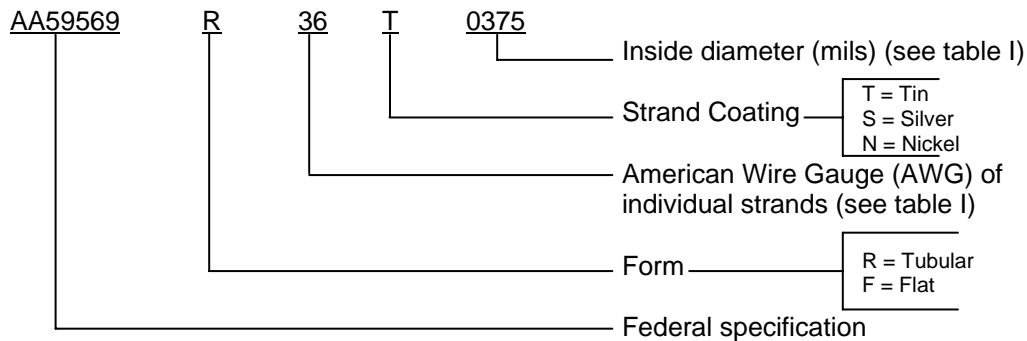 AA59569 R 36 T 0375
Inside diameter (mils) (see table I)
Strand Coating
T = Tin
S = Silver
N = Nickel
American Wire Gauge (AWG) of
individual strands (see table I)
Form
R = Tubular
F = Flat
Federal specification